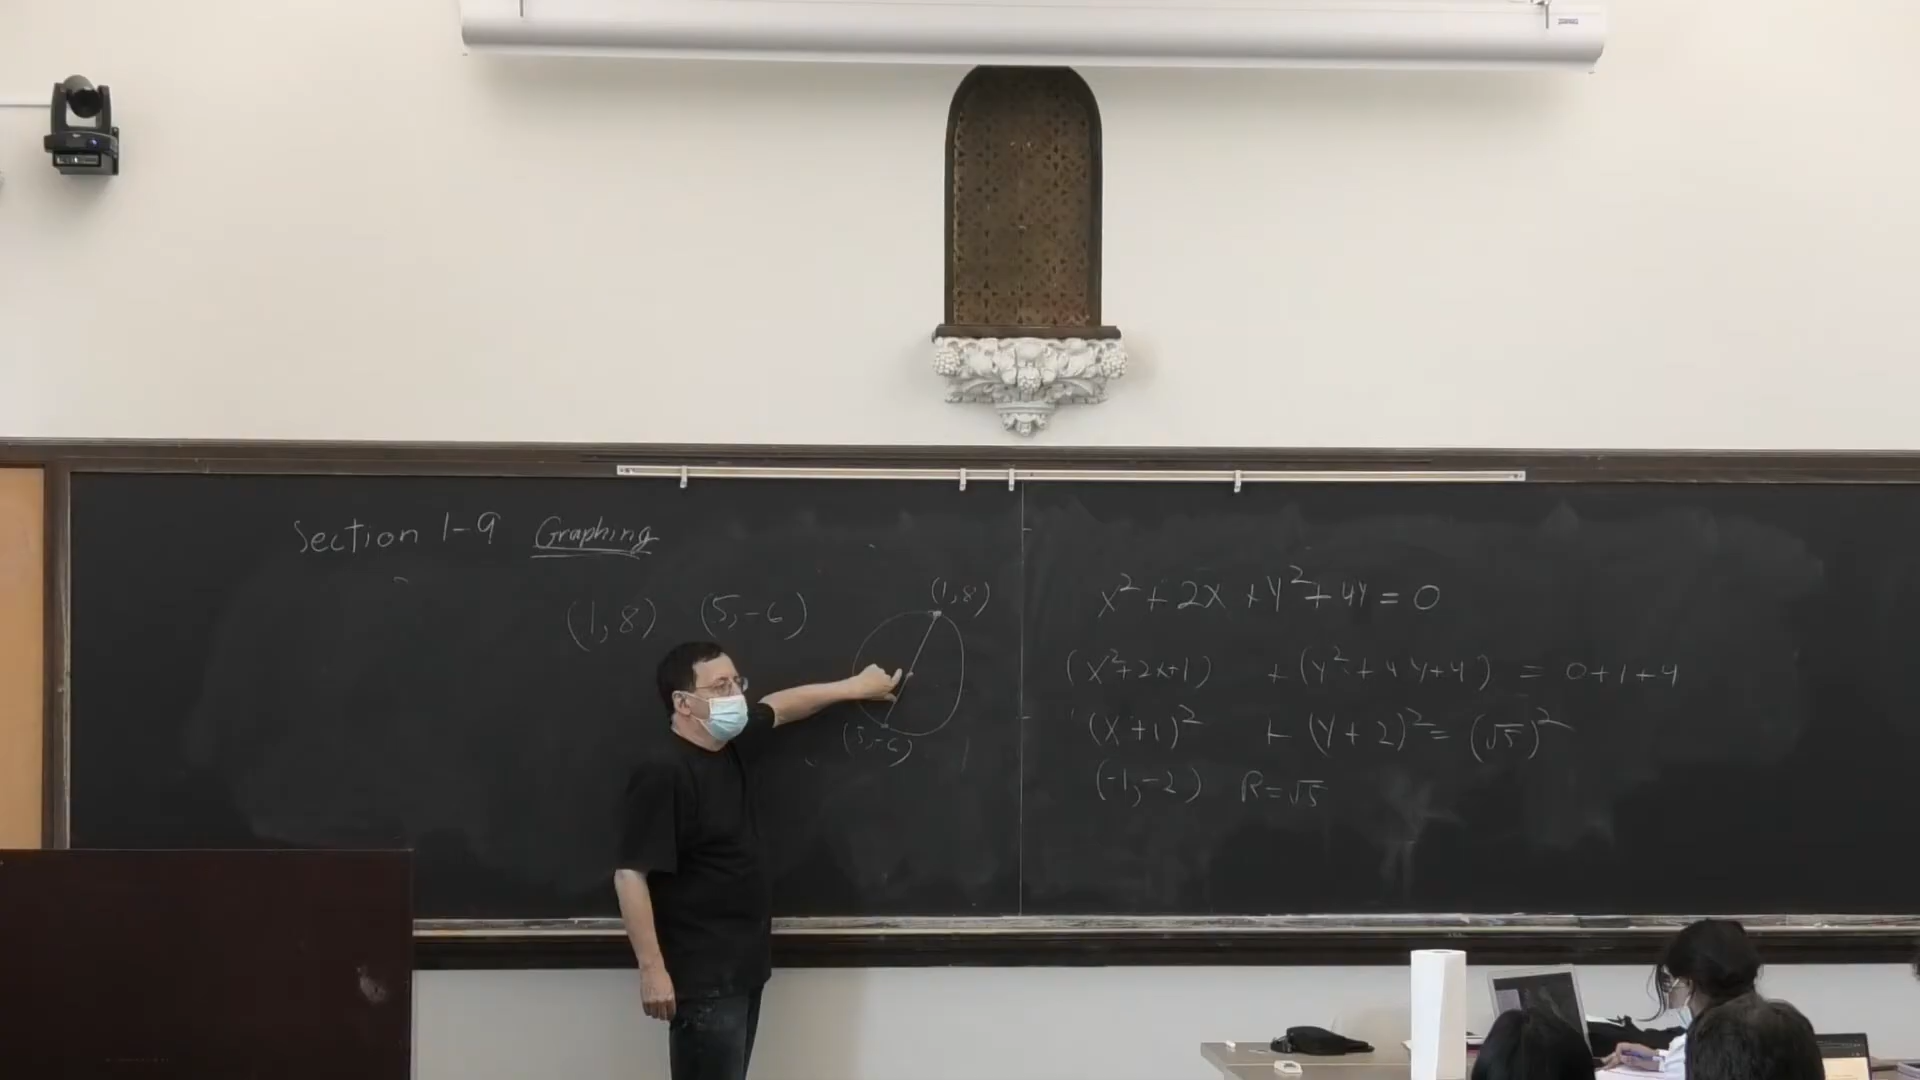 Section 1-9 Graphing
(1,8) (5,-6)
(1,8)
(5,-6)
x²+2x+y²+4y=0
(x²+2x+1) +(y²+4y+4) = 0+1+4
(x+1)² + (y+2)² = (√5)²
(-1,-2) R=√5